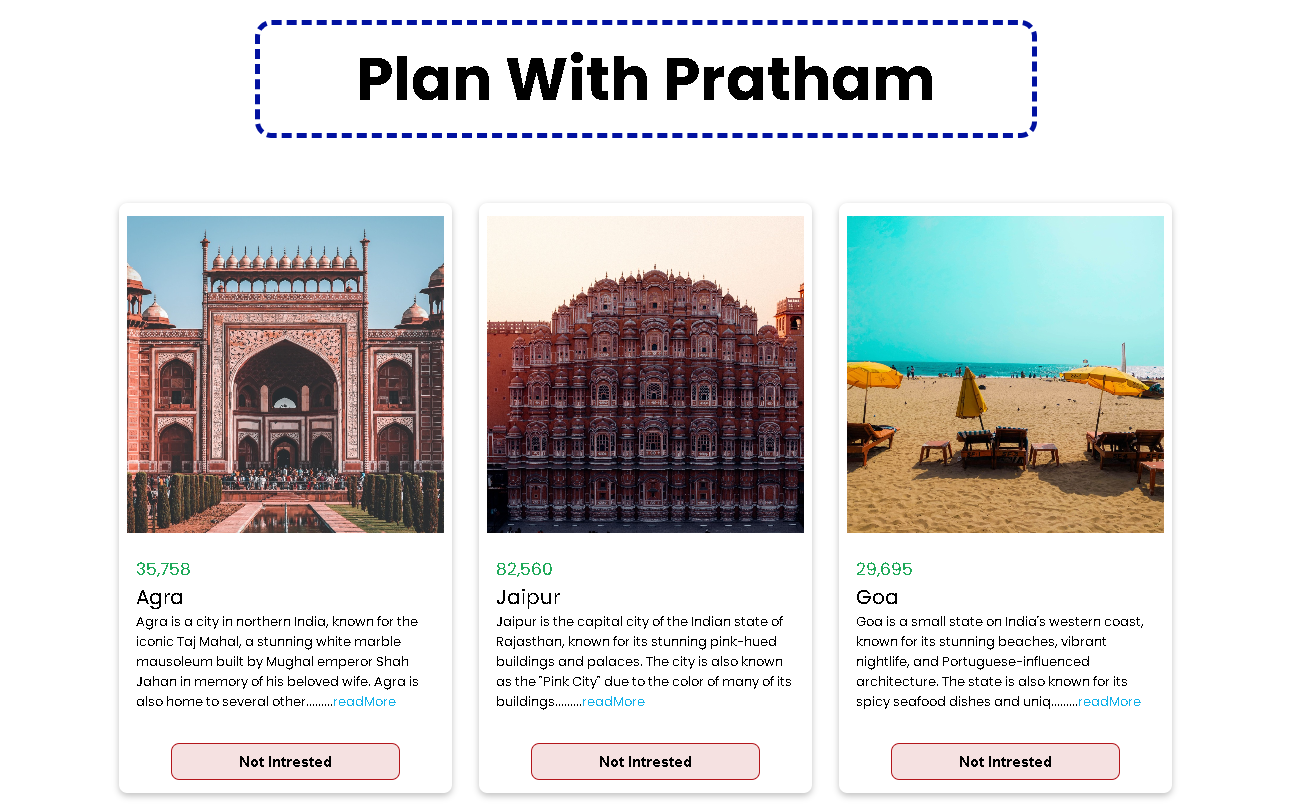 Plan With Pratham
35,758
Agra
Agra is a city in northern India, known for the
iconic Taj Mahal, a stunning white marble
mausoleum built by Mughal emperor Shah
Jahan in memory of his beloved wife. Agra is
also home to several other.........readMore
Not Intrested
82,560
Jaipur
Jaipur is the capital city of the Indian state of
Rajasthan, known for its stunning pink-hued
buildings and palaces. The city is also known
as the "Pink City" due to the color of many of its
buildings.........readMore
Not Intrested
29,695
Goa
Goa is a small state on India's western coast,
known for its stunning beaches, vibrant
nightlife, and Portuguese-influenced
architecture. The state is also known for its
spicy seafood dishes and uniq.........readMore
Not Intrested